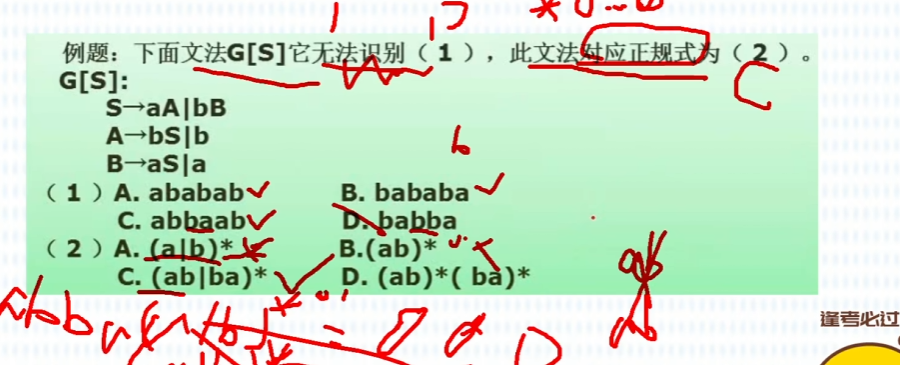 例题：下面文法G[S]它无法识别（ 1 ），此文法对应正规式为（ 2 ）。
G[S]:
S→aA|bB
A→bS|b
B→aS|a
（ 1 ）A. ababab B. bababa
C. abbaab D. babba
（ 2 ）A. (a|b)* B.(ab)*
C. (ab|ba)* D. (ab)*( ba)*
逢考必过